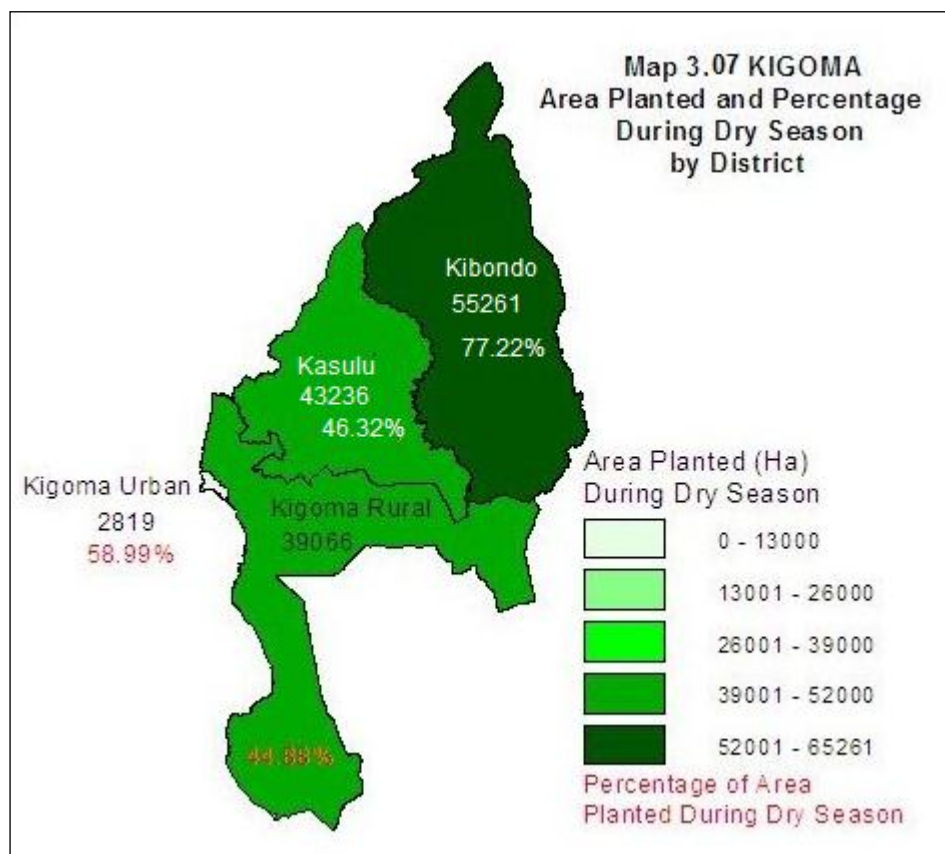 Map 3.07 KIGOMA
Area Planted and Percentage
During Dry Season
by District
Kibondo
55261
77.22%
Kasulu
43236
46.32%
Kigoma Urban
2819
58.99%
Kigoma Rural
39066
44.88%
Area Planted (Ha)
During Dry Season
0 - 13000
13001 - 26000
26001 - 39000
39001 - 52000
52001 - 65261
Percentage of Area
Planted During Dry Season